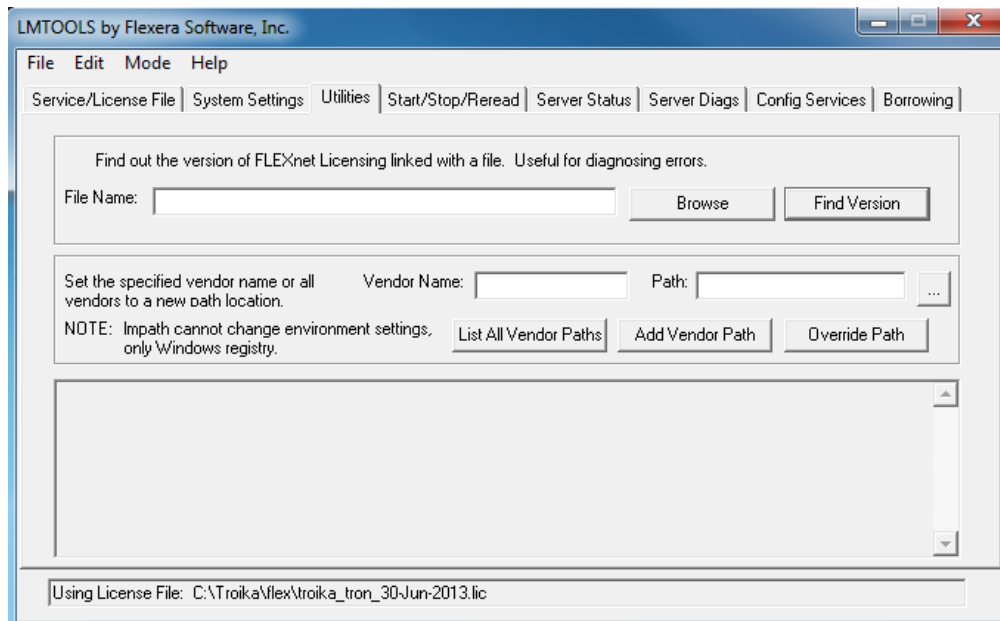 LMTOOLS by Flexera Software, Inc.
File Edit Mode Help
Service/License File System Settings Utilities Start/Stop/Reread Server Status Server Diags Config Services Borrowing
Find out the version of FLEXnet Licensing linked with a file. Useful for diagnosing errors.
File Name: Browse Find Version
Set the specified vendor name or all Vendor Name: Path: ...
vendors to a new path location.
NOTE: lmpath cannot change environment settings, List All Vendor Paths Add Vendor Path Override Path
only Windows registry.
Using License File: C:\Troika\flex\troika_tron_30-Jun-2013.lic